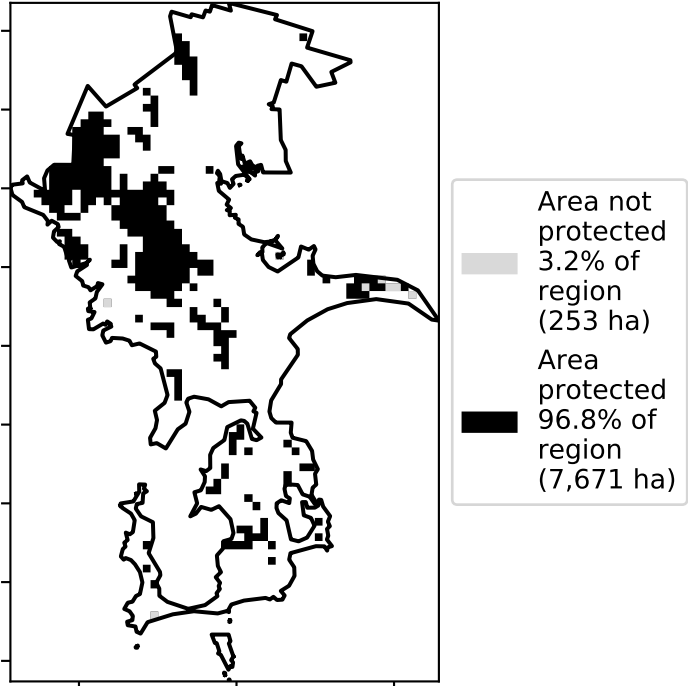 Area not
protected
3.2% of
region
(253 ha)
Area
protected
96.8% of
region
(7,671 ha)